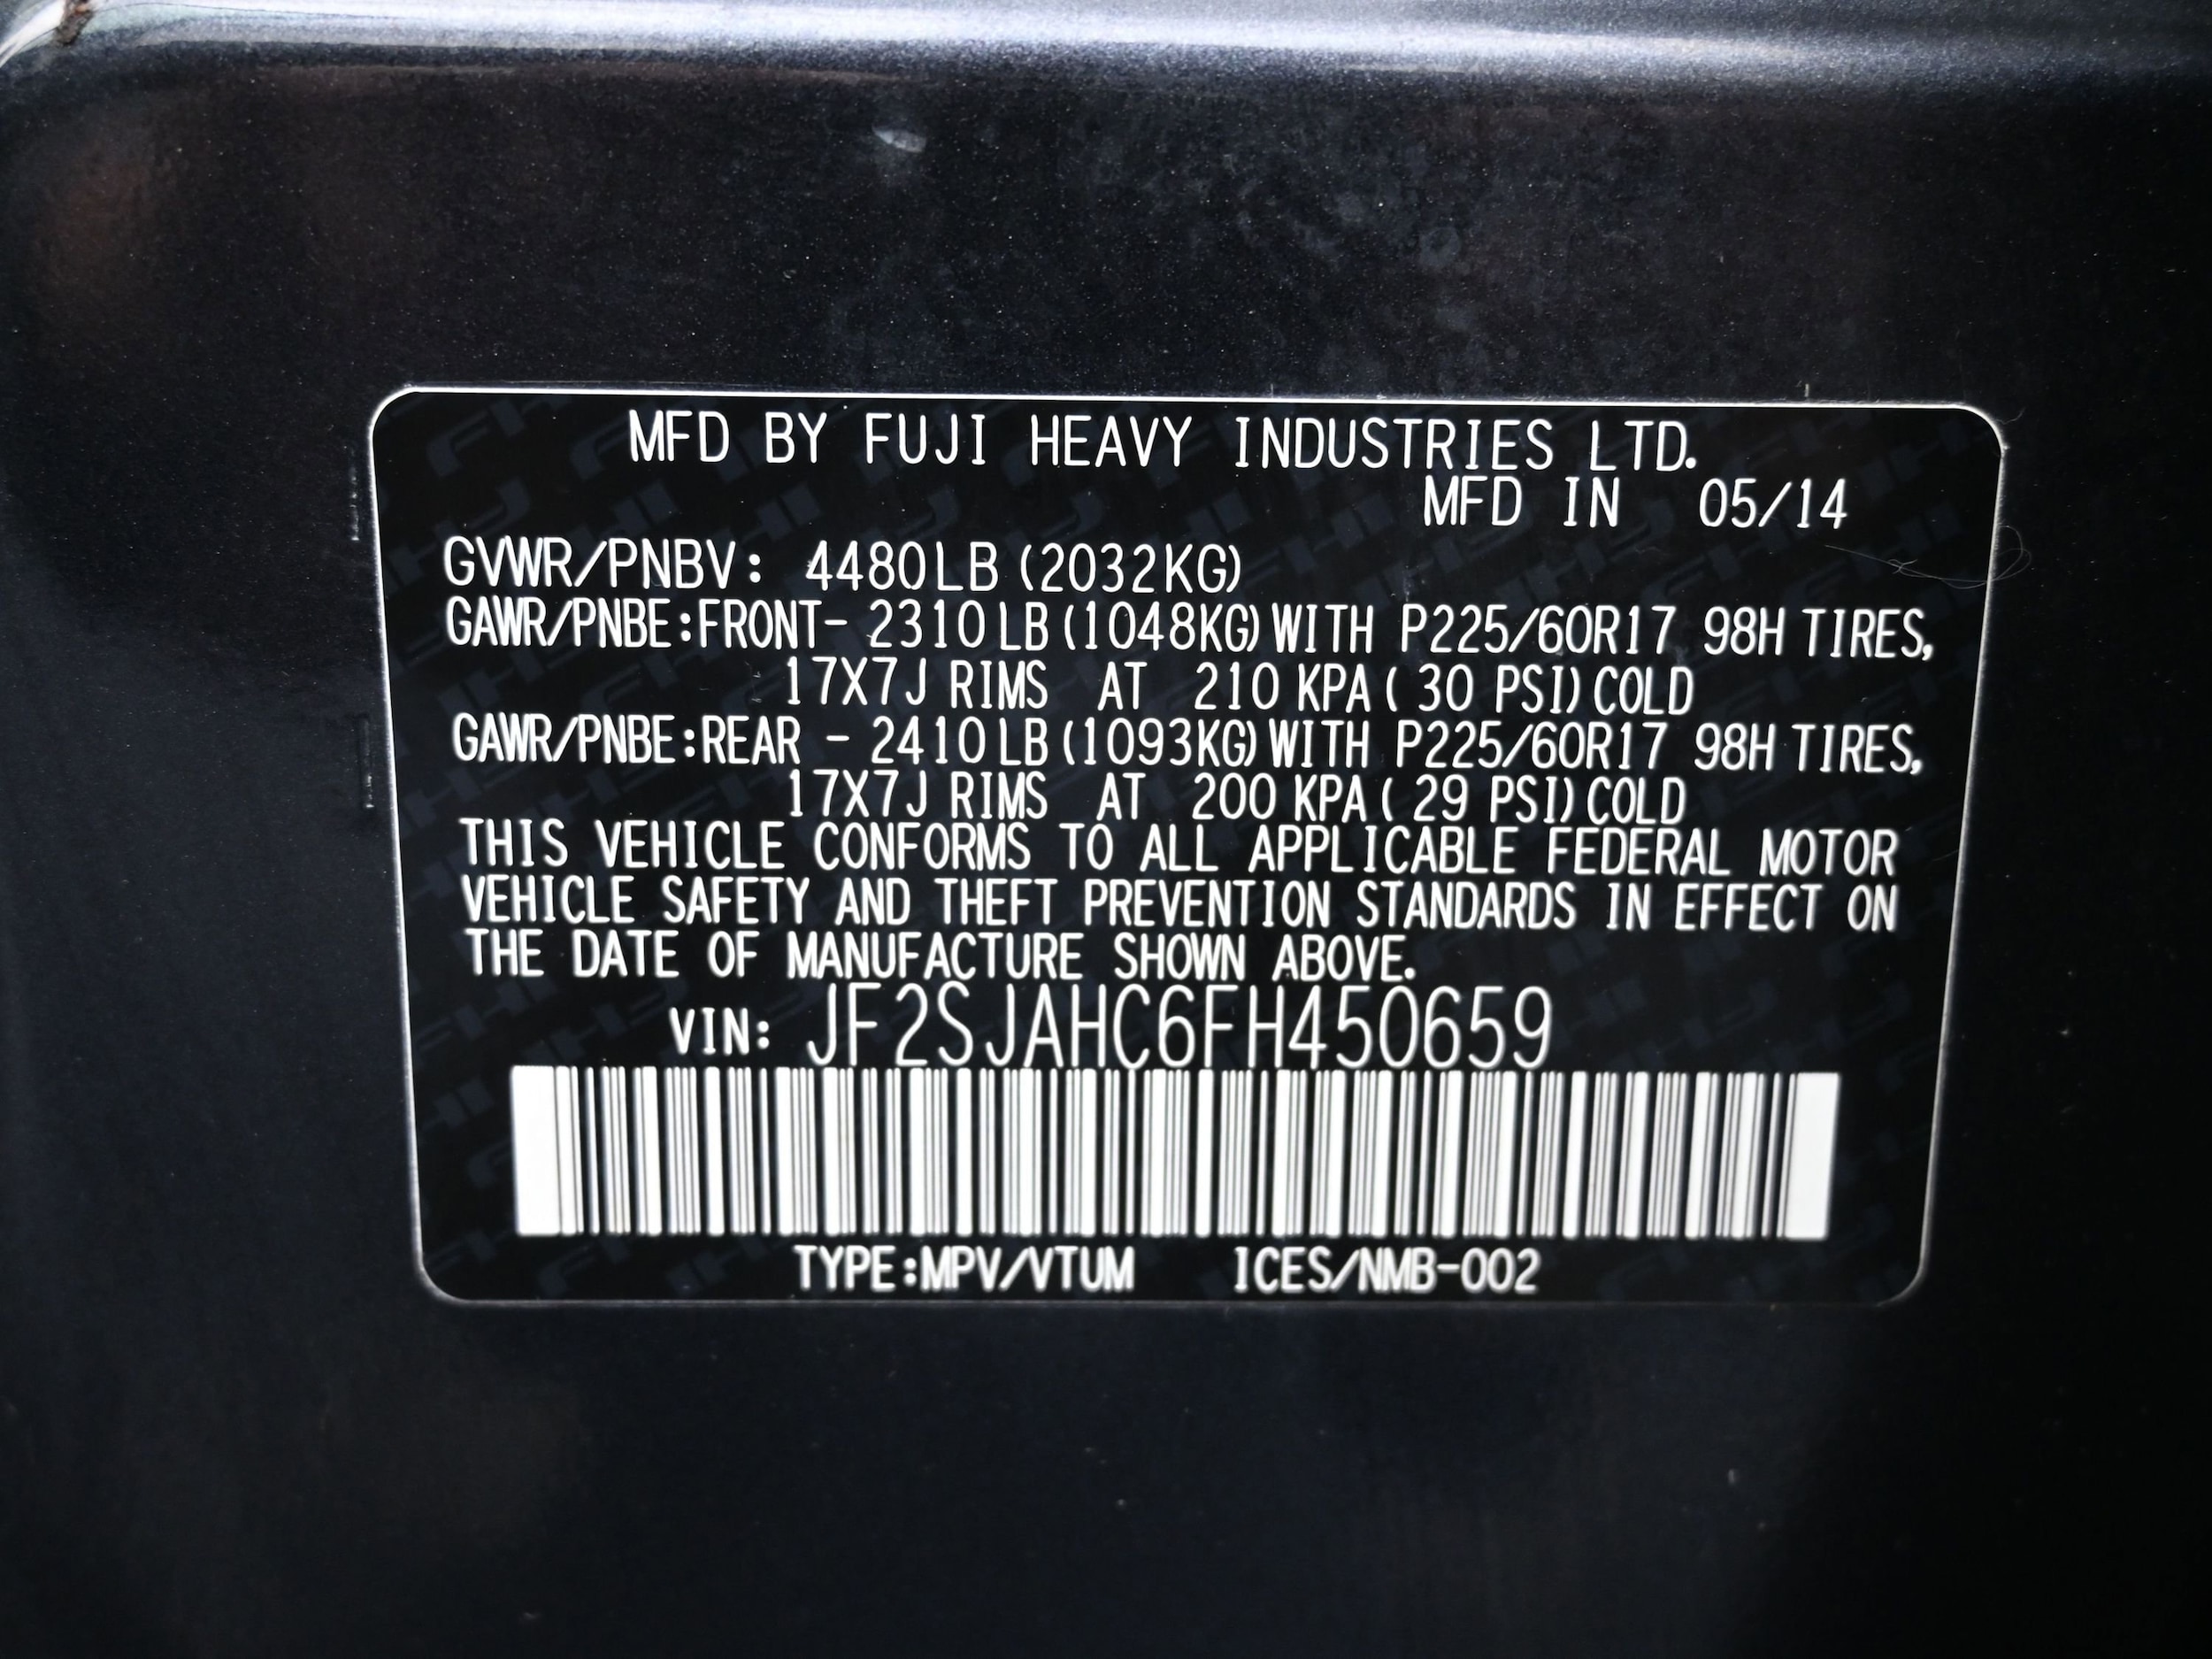 MFD BY FUJI HEAVY INDUSTRIES LTD.
MFD IN 05/14
GVWR/PNBV: 4480LB (2032KG)
GAWR/PNBE:FRONT- 2310LB (1048KG) WITH P225/60R17 98H TIRES,
17X7J RIMS AT 210 KPA ( 30 PSI) COLD
GAWR/PNBE:REAR - 2410LB (1093KG) WITH P225/60R17 98H TIRES,
17X7J RIMS AT 200 KPA ( 29 PSI) COLD
THIS VEHICLE CONFORMS TO ALL APPLICABLE FEDERAL MOTOR
VEHICLE SAFETY AND THEFT PREVENTION STANDARDS IN EFFECT ON
THE DATE OF MANUFACTURE SHOWN ABOVE.
VIN: JF2SJAHC6FH450659
TYPE:MPV/VTUM ICES/NMB-002